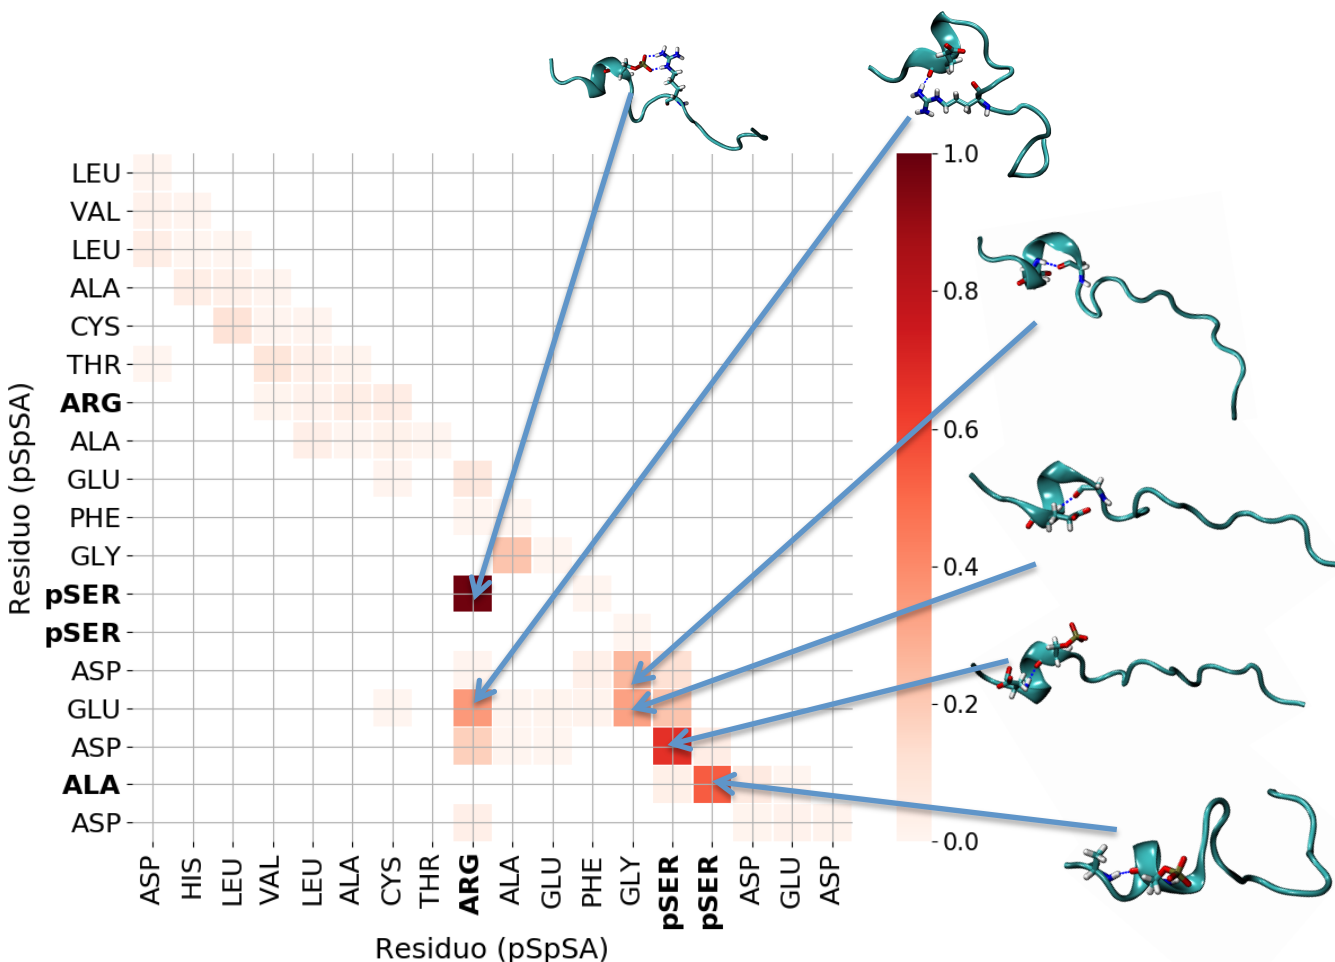 LEU
VAL
LEU
ALA
CYS
THR
ARG
ALA
GLU
PHE
GLY
pSER
pSER
ASP
GLU
ASP
ALA
ASP
Residuo (pSpSA)
ASP
HIS
LEU
VAL
LEU
ALA
CYS
THR
ARG
ALA
GLU
PHE
GLY
pSER
pSER
ASP
GLU
ASP
Residuo (pSpSA)
1.0
0.8
0.6
0.4
0.2
0.0